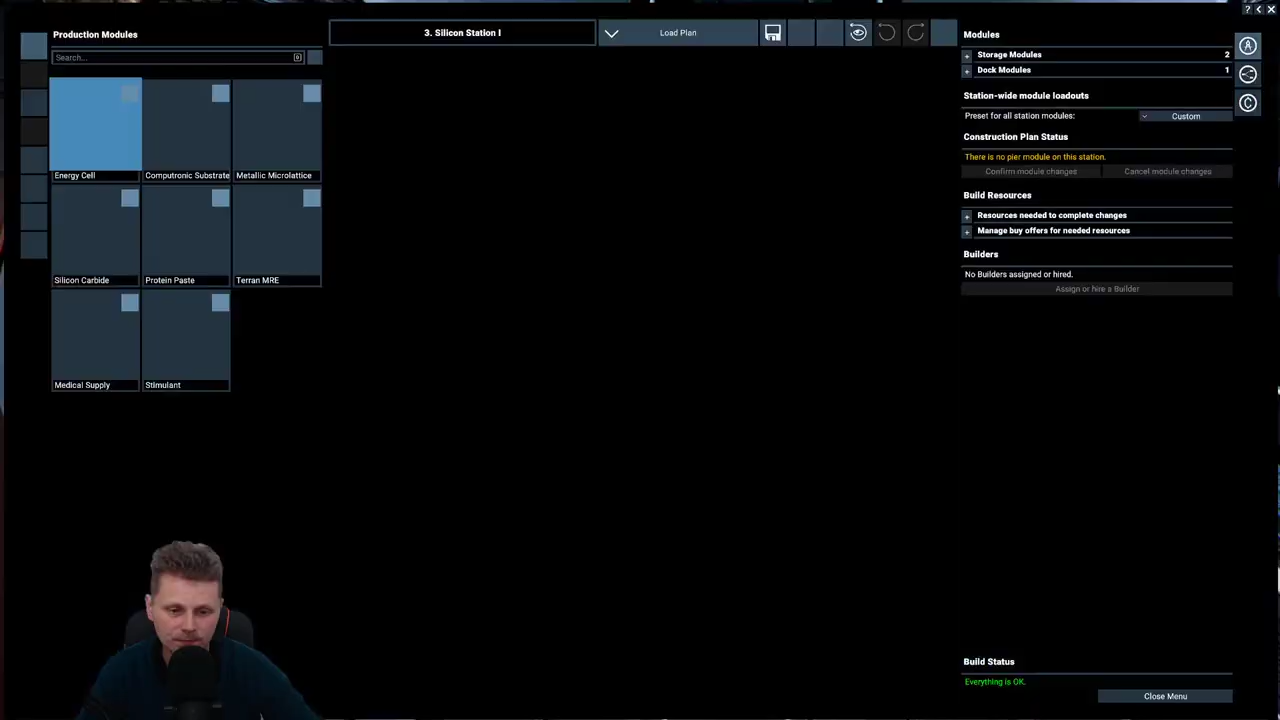 Production Modules
Search...
Energy Cell
Computronic Substrate
Metallic Microlattice
Silicon Carbide
Protein Paste
Terran MRE
Medical Supply
Stimulant
3. Silicon Station I
Load Plan
Modules
+ Storage Modules 2
+ Dock Modules 1
Station-wide module loadouts
Preset for all station modules: Custom
Construction Plan Status
There is no pier module on this station.
Confirm module changes Cancel module changes
Build Resources
+ Resources needed to complete changes
+ Manage buy offers for needed resources
Builders
No Builders assigned or hired.
Assign or hire a Builder
Build Status
Everything is OK.
Close Menu